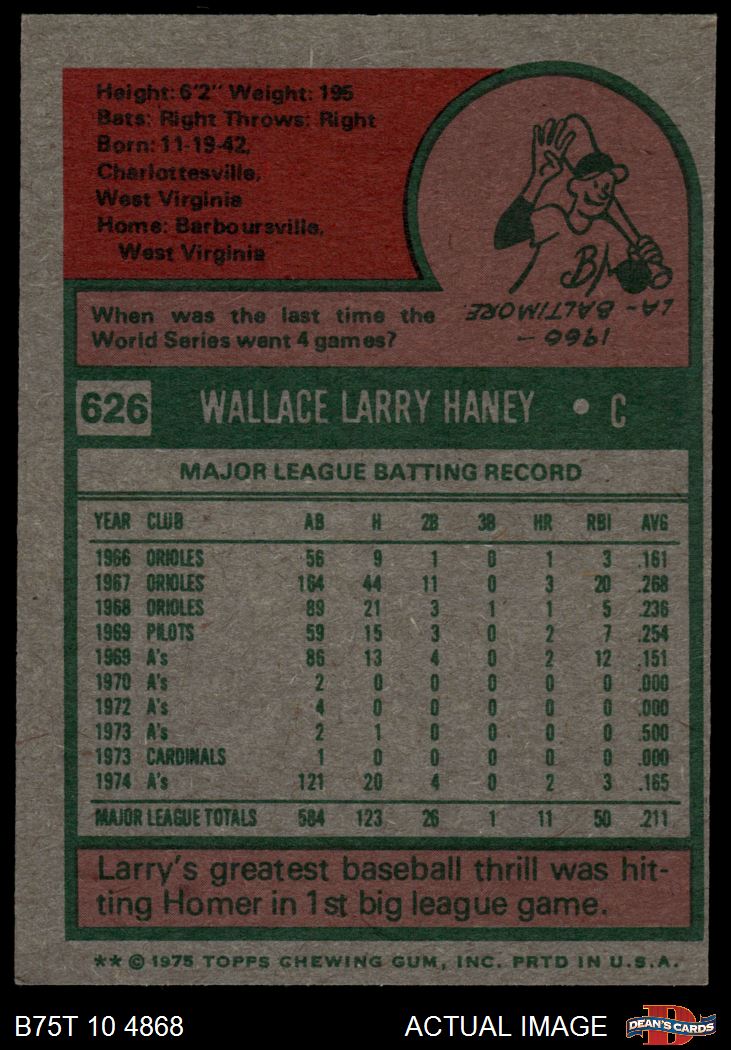 Height: 6'2" Weight: 195
Bats: Right Throws: Right
Born: 11-19-42,
Charlottesville,
West Virginia
Home: Barboursville,
West Virginia
B
When was the last time the
World Series went 4 games?
1966 –
LA- BALTIMORE.
626 WALLACE LARRY HANEY • C
MAJOR LEAGUE BATTING RECORD
YEAR CLUB AB H 2B 3B HR RBI AVG
1966 ORIOLES 56 9 1 0 1 3 .161
1967 ORIOLES 164 44 11 0 3 20 .268
1968 ORIOLES 89 21 3 1 1 5 .236
1969 PILOTS 59 15 3 0 2 7 .254
1969 A's 86 13 4 0 2 12 .151
1970 A's 2 0 0 0 0 0 .000
1972 A's 4 0 0 0 0 0 .000
1973 A's 2 1 0 0 0 0 .500
1973 CARDINALS 1 0 0 0 0 0 .000
1974 A's 121 20 4 0 2 3 .165
MAJOR LEAGUE TOTALS 584 123 26 1 11 50 .211
Larry's greatest baseball thrill was hit-
ting Homer in 1st big league game.
** © 1975 TOPPS CHEWING GUM, INC. PRTD IN U.S.A.
B75T 10 4868 ACTUAL IMAGE D DEAN'S CARDS